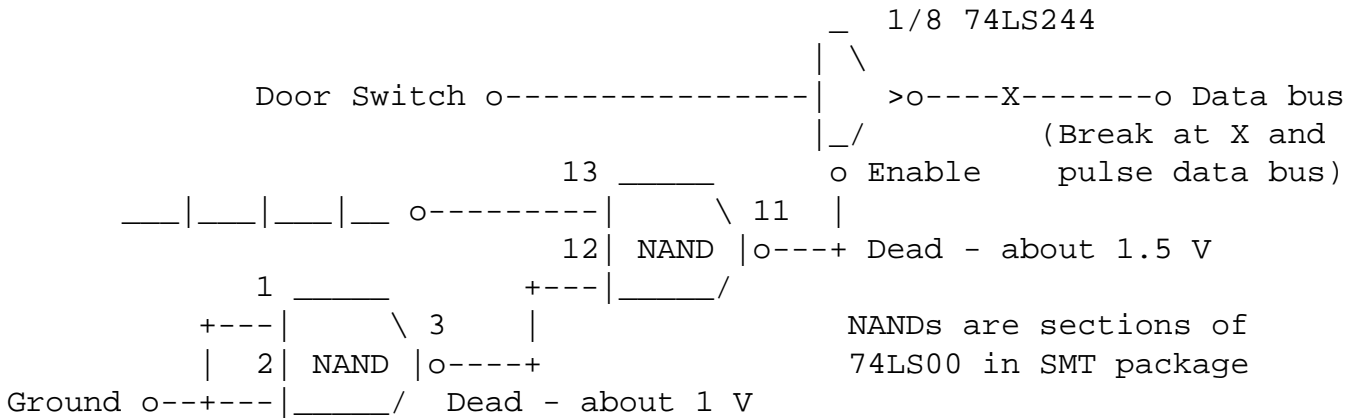 1/8 74LS244
Door Switch Data bus
(Break at X and
13 Enable pulse data bus)
11
12 NAND Dead - about 1.5 V
1
3 NANDs are sections of
2 NAND 74LS00 in SMT package
Ground Dead - about 1 V